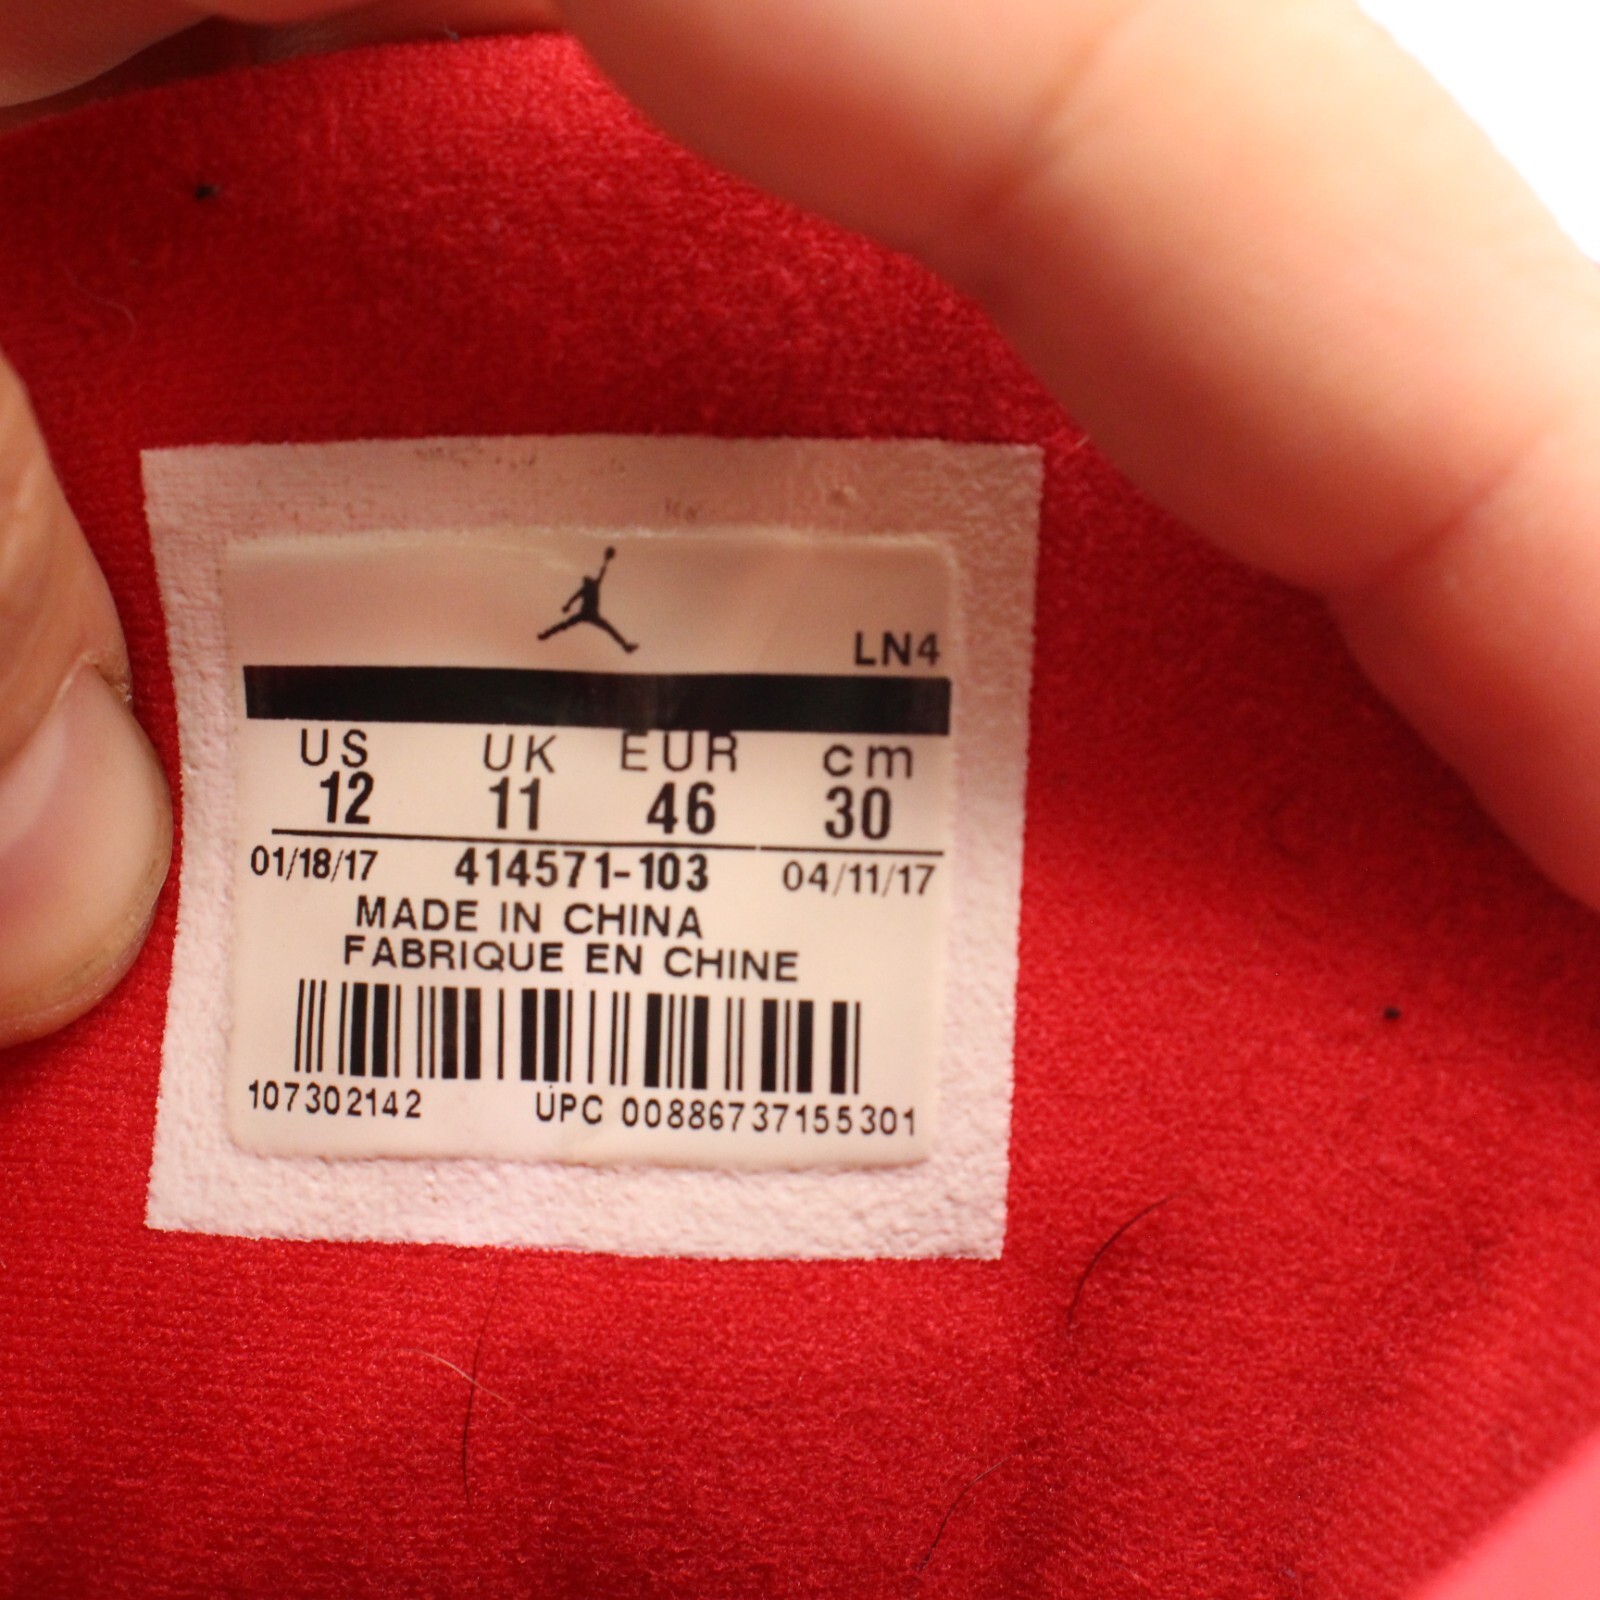 LN4
US UK EUR cm
12 11 46 30
01/18/17 414571-103 04/11/17
MADE IN CHINA
FABRIQUE EN CHINE
107302142 UPC 00886737155301